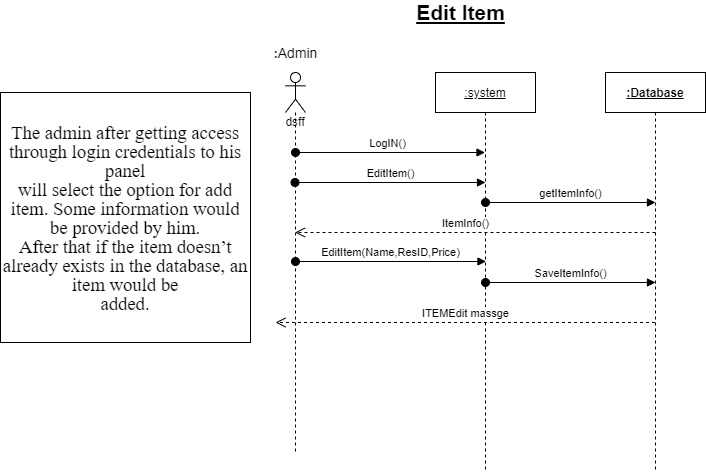 Edit Item
:Admin
dsff
:system
:Database
The admin after getting access
through login credentials to his
panel
will select the option for add
item. Some information would
be provided by him.
After that if the item doesn't
already exists in the database, an
item would be
added.
LogIN()
EditItem()
getItemInfo()
ItemInfo()
EditItem(Name,ResID,Price)
SaveItemInfo()
ITEMEdit massge